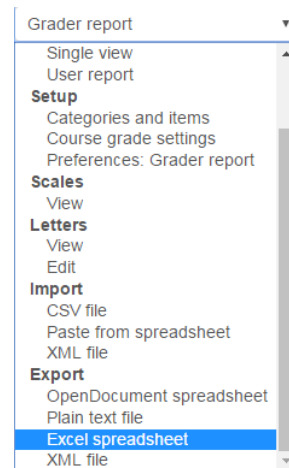 Grader report
Single view
User report
Setup
Categories and items
Course grade settings
Preferences: Grader report
Scales
View
Letters
View
Edit
Import
CSV file
Paste from spreadsheet
XML file
Export
OpenDocument spreadsheet
Plain text file
Excel spreadsheet
XML file